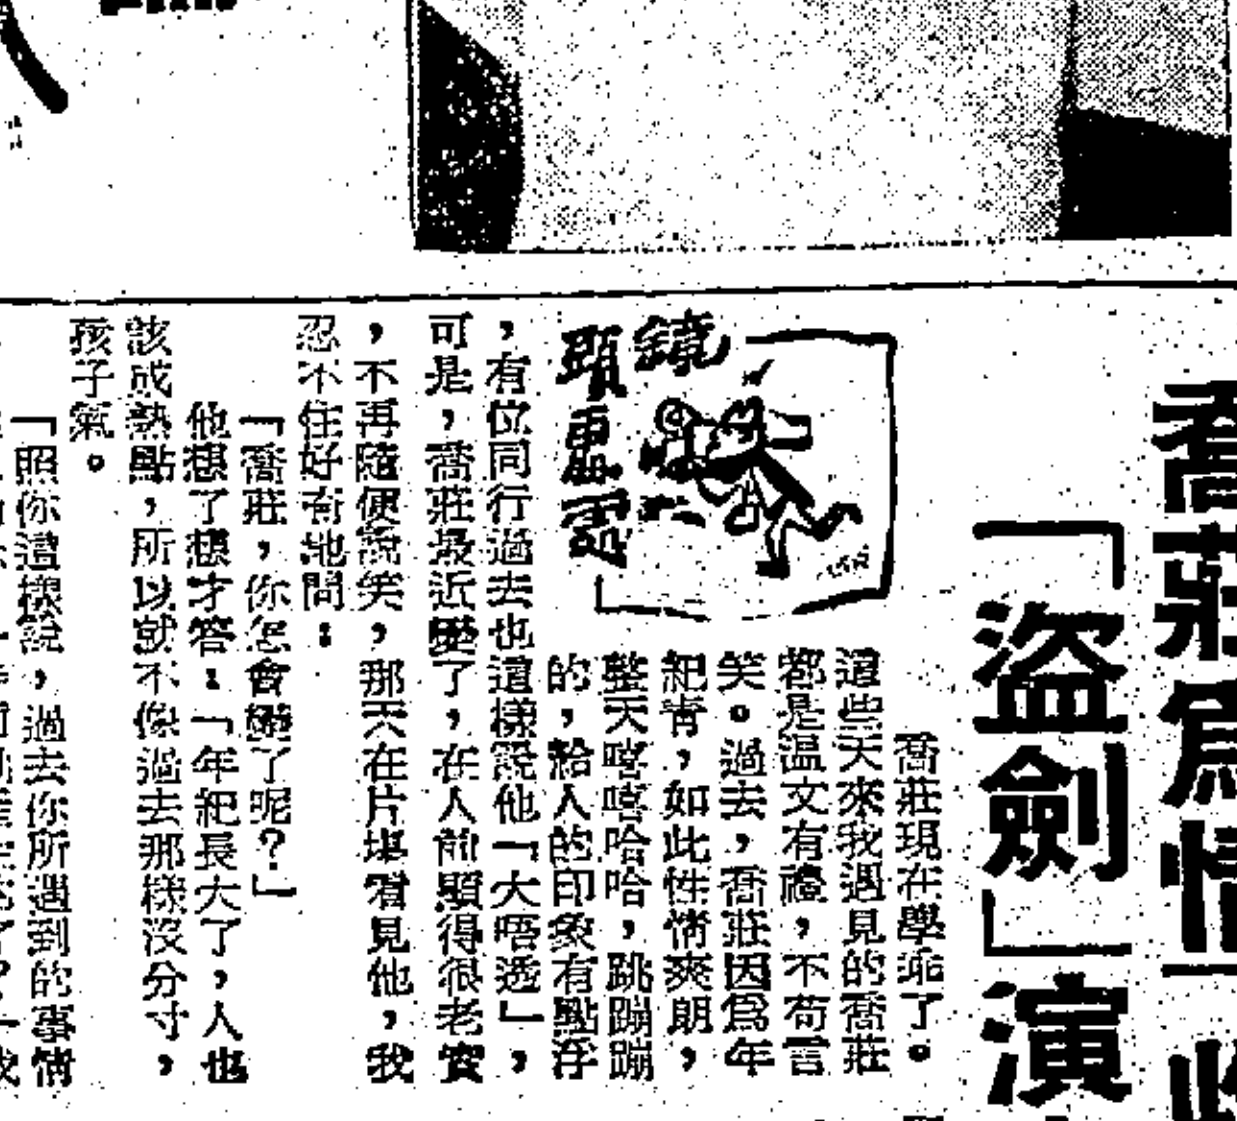 喬莊爲情
「盜劍」演
鏡頭
喬莊現在學乖了。
這些天來我遇見的喬莊
都是温文有禮，不苟言
笑。過去，喬莊因爲年
紀青，如此性情爽朗，
整天嘻嘻哈哈，跳蹦蹦
的，給人的印象有點浮
，有位同行過去也這樣說他「大唔透」，
可是，喬莊最近變了，在人前顯得很老實
，不再隨便說笑，那天在片場看見他，我
忍不住好奇地問：
「喬莊，你怎會變了呢？」
他想了想才答：「年紀長大了，人也
該成熟點，所以就不像過去那樣沒分寸，
孩子氣。
「照你這樣說，過去你所遇到的事情